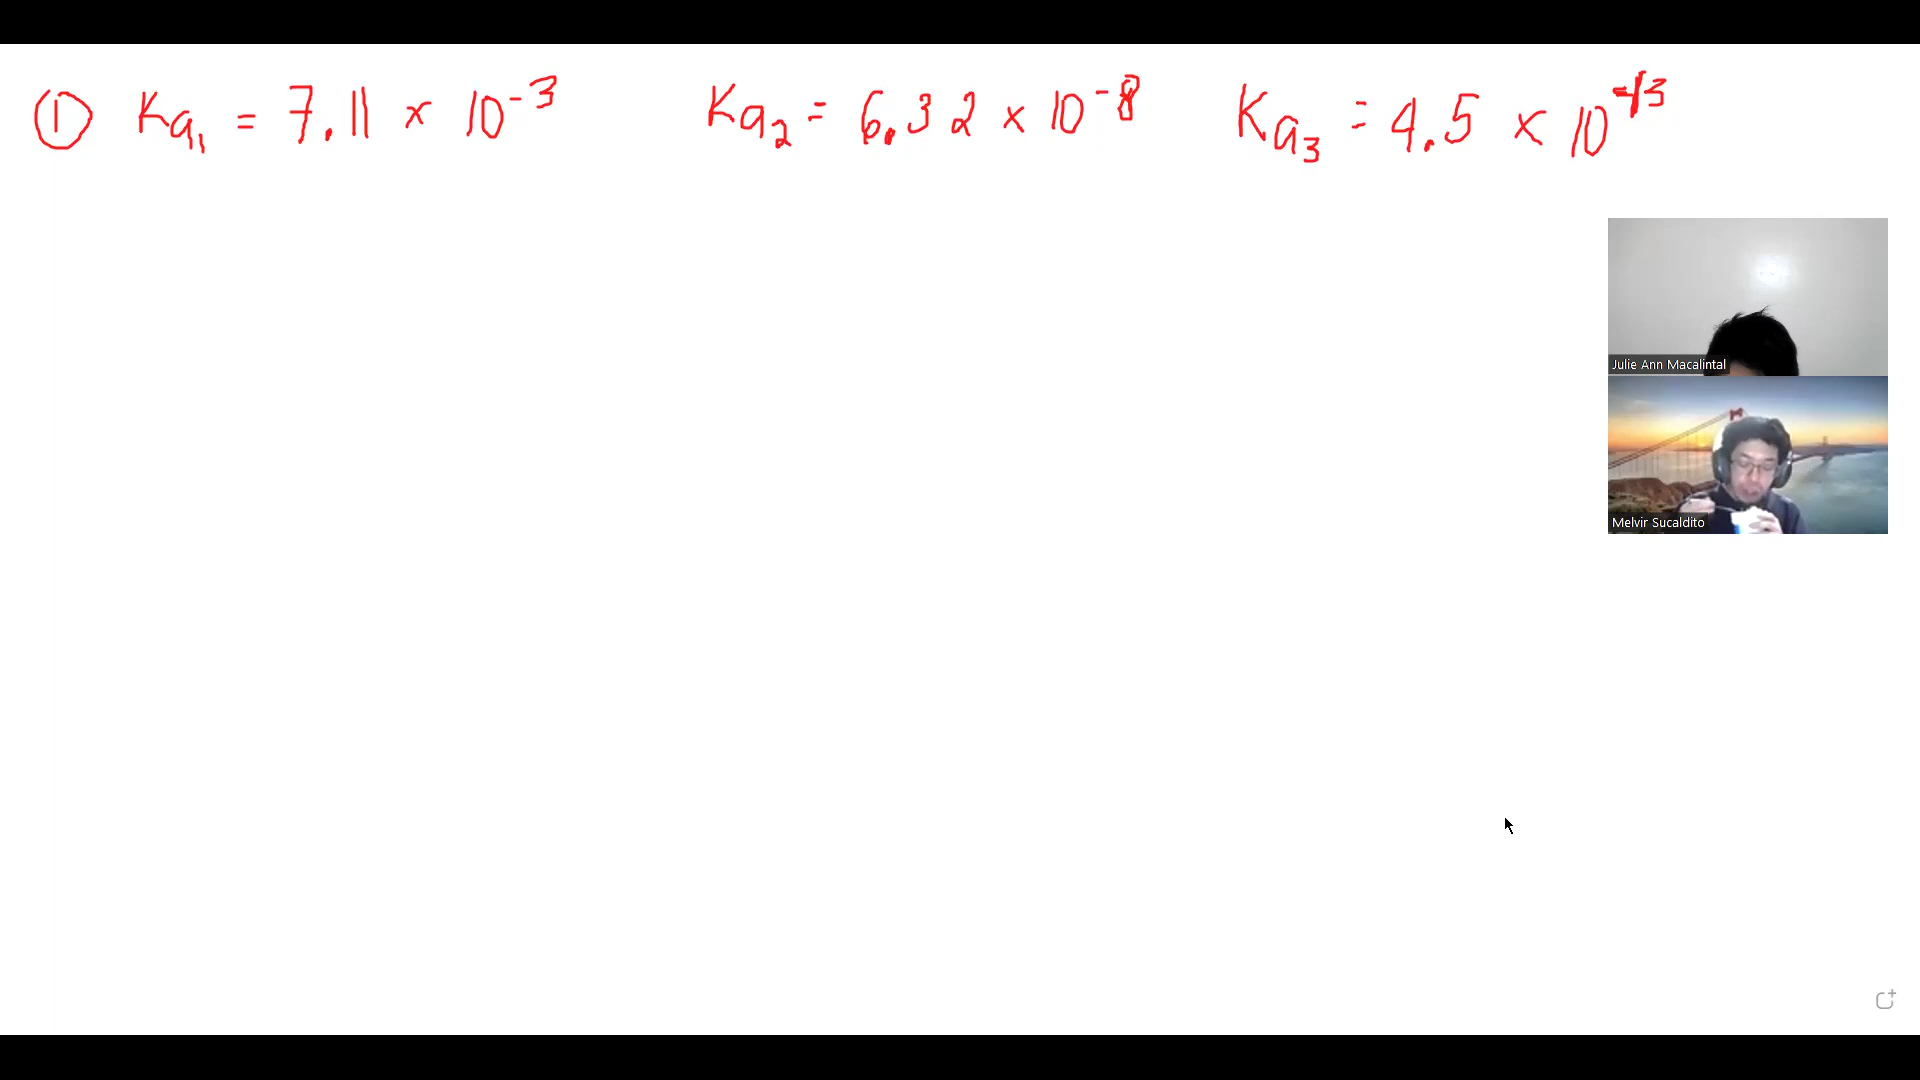 ① Ka₁ = 7.11 × 10⁻³ Ka₂ = 6.32 × 10⁻⁸ Ka₃ = 4.5 × 10⁻¹³
Julie Ann Macalintal
Melvir Sucaldito